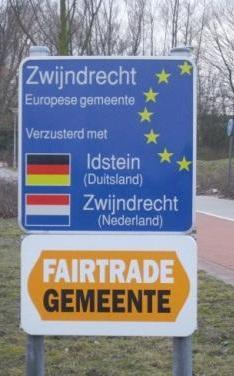 Zwijndrecht
Europese gemeente
Verzusterd met
Idstein
(Duitsland)
Zwijndrecht
(Nederland)
FAIRTRADE
GEMEENTE